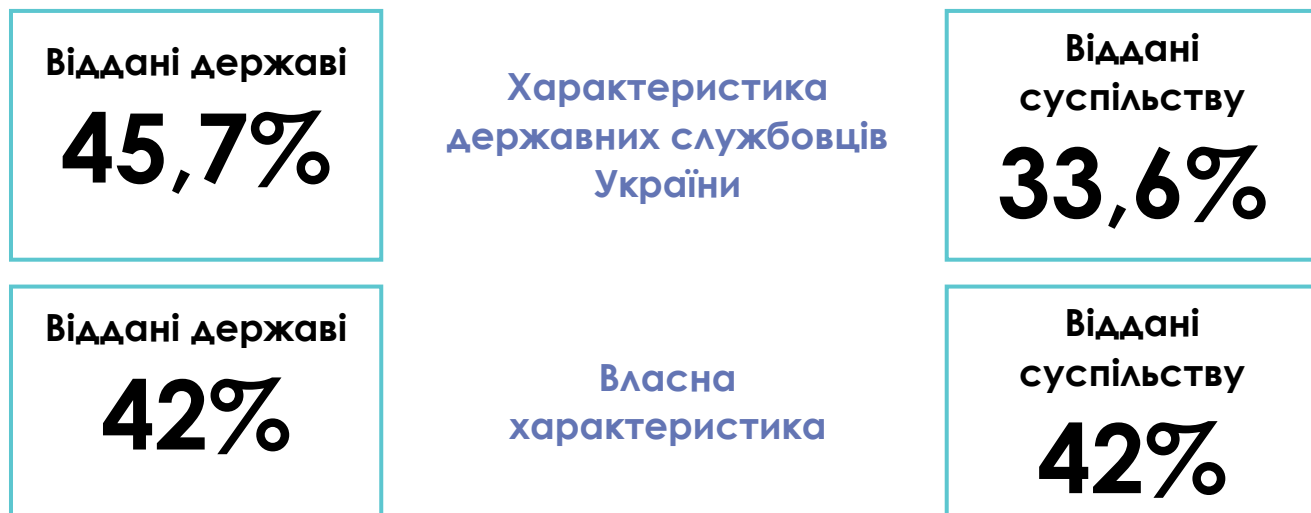 Віддані державі
45,7%
Характеристика
державних службовців
України
Віддані
суспільству
33,6%
Віддані державі
42%
Власна
характеристика
Віддані
суспільству
42%